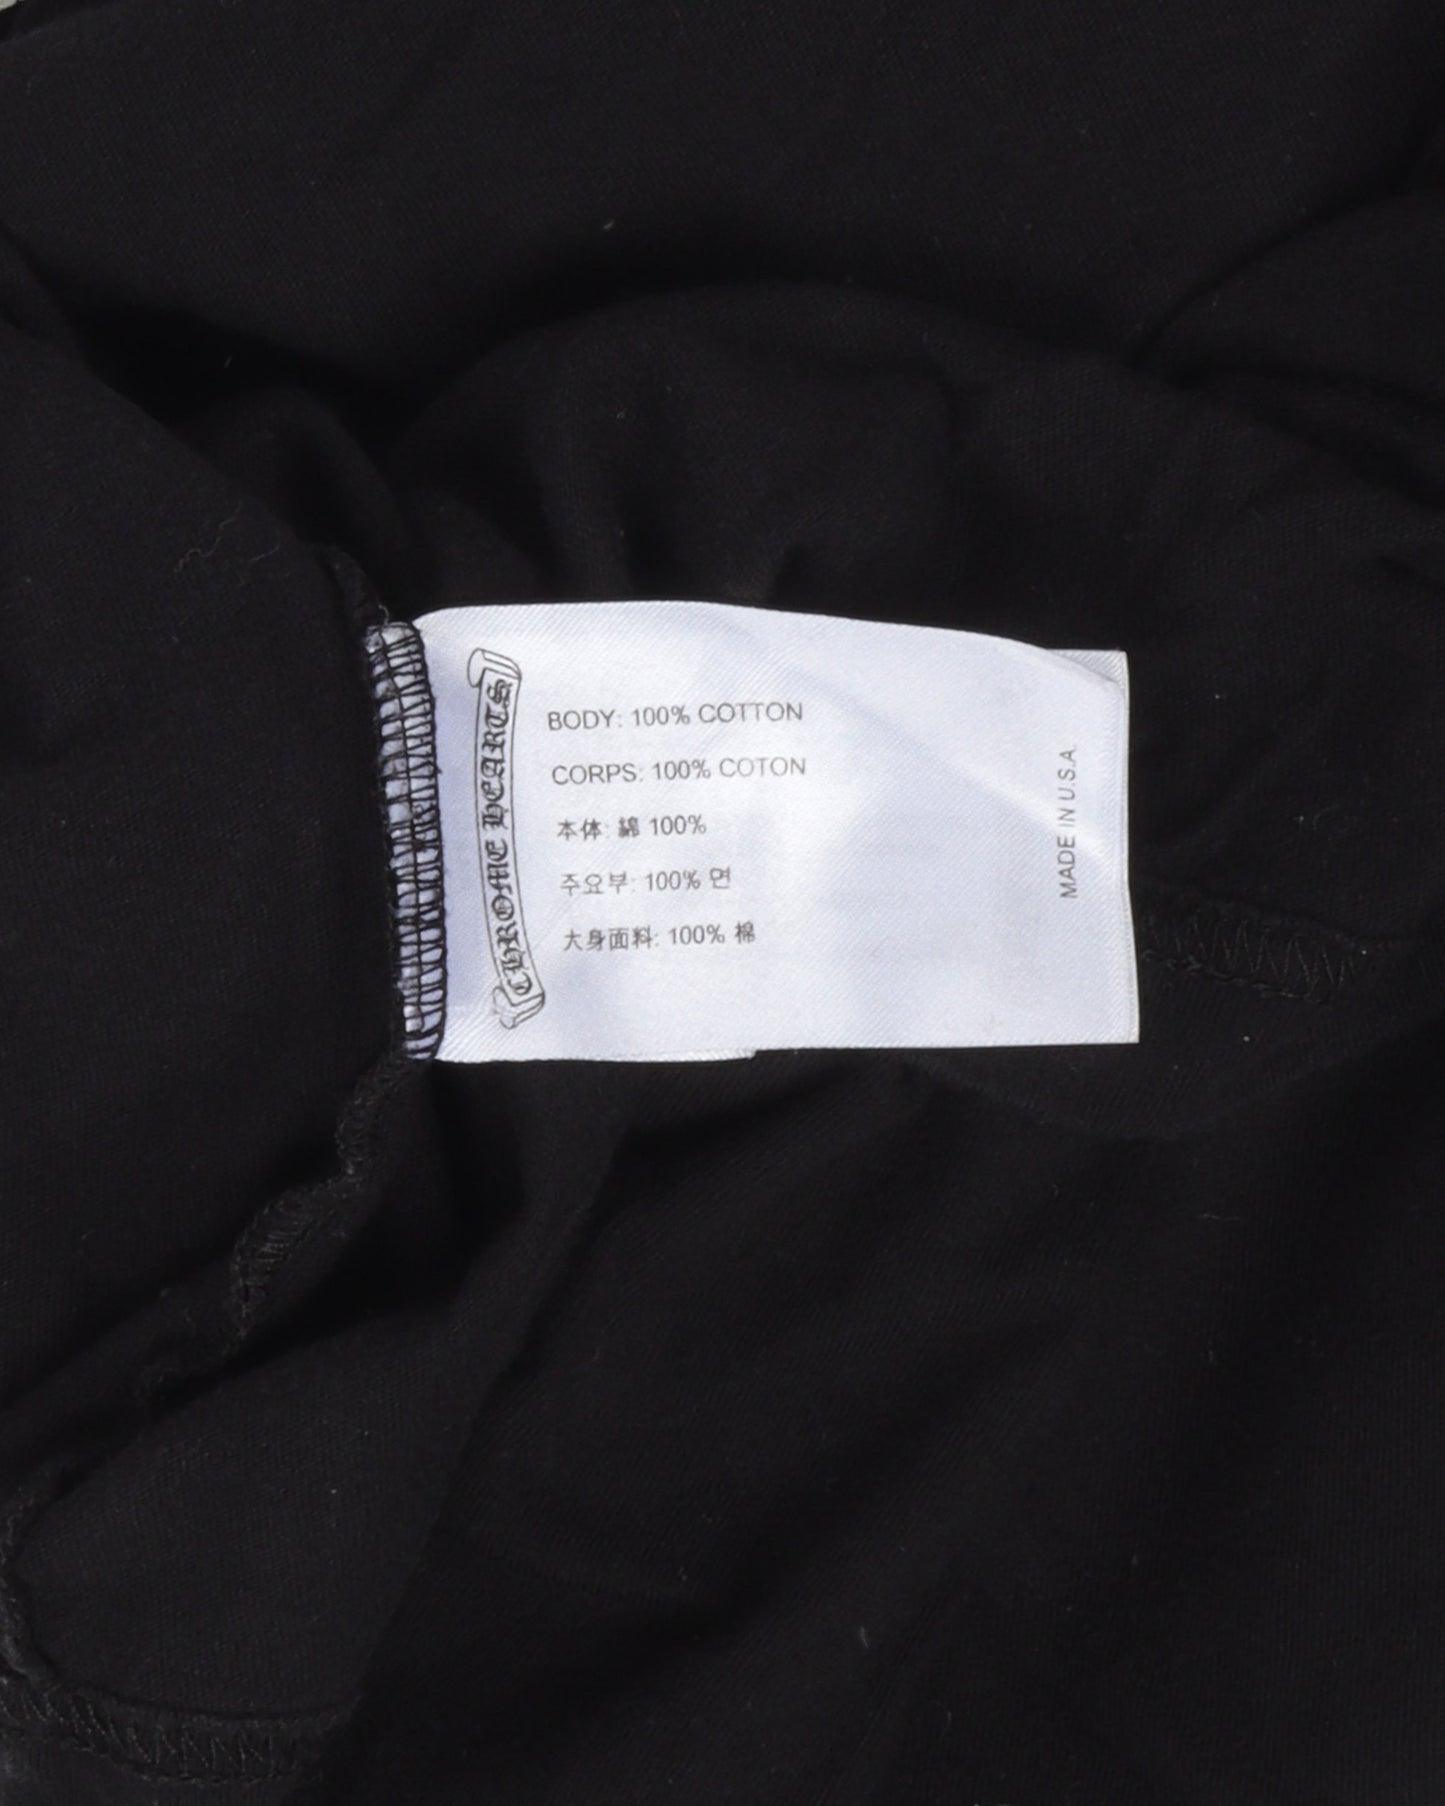 CHROME HEARTS
BODY: 100% COTTON
CORPS: 100% COTON
本体: 綿 100%
주요부: 100% 면
大身面料: 100% 棉
MADE IN U.S.A.